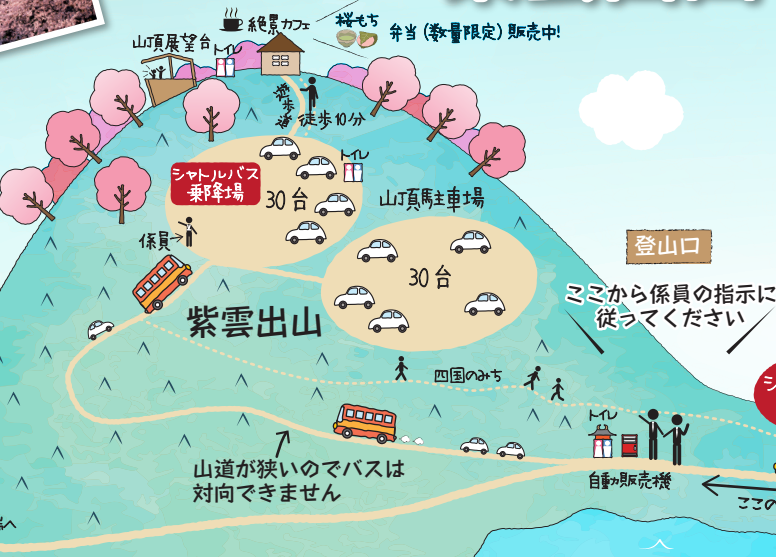 絶景カフェ
桜もち
弁当(数量限定)販売中!
山頂展望台
トイレ
遊歩道
徒歩10分
シャトルバス
乗降場
トイレ
30台
山頂駐車場
係員→
30台
登山口
ここから係員の指示に
従ってください
紫雲出山
四国のみち
シ
トイレ
山道が狭いのでバスは
対向できません
自動販売機
ここの
へ